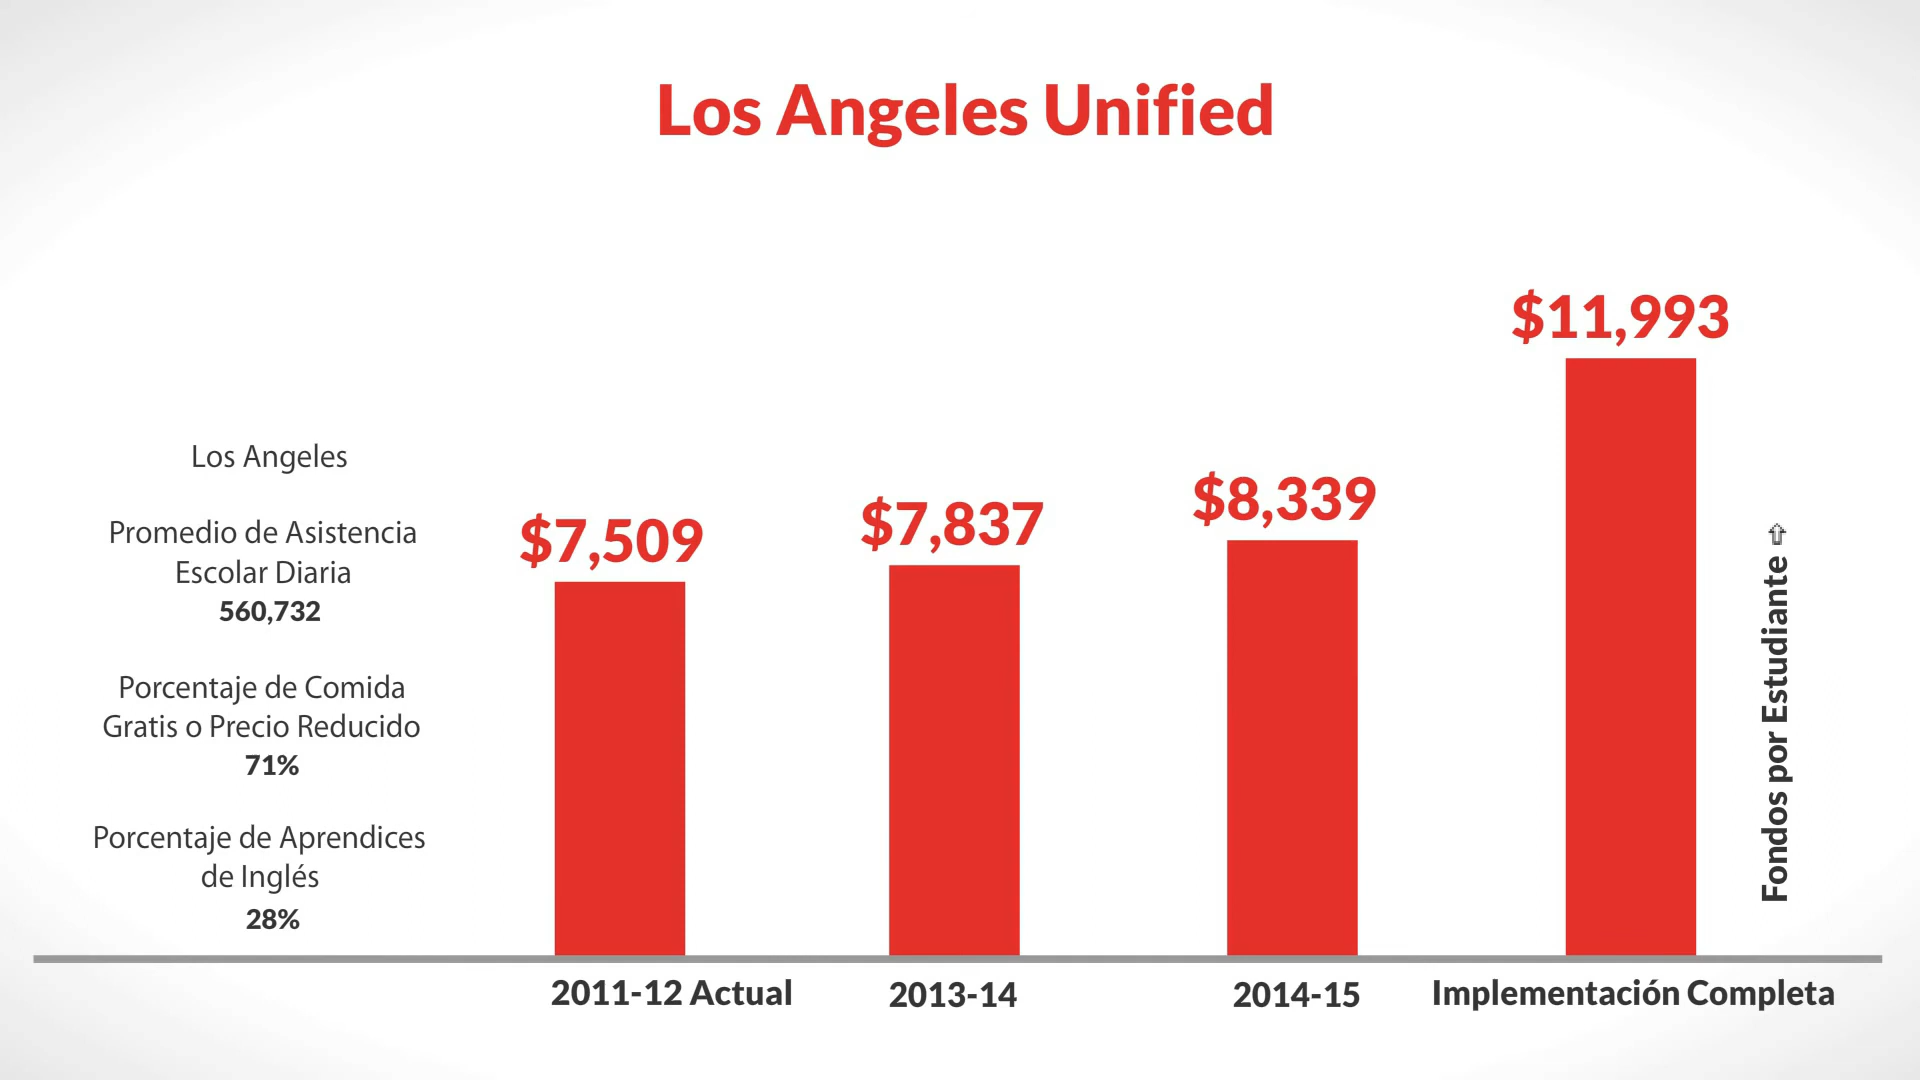 Los Angeles Unified
Los Angeles
Promedio de Asistencia
Escolar Diaria
560,732
Porcentaje de Comida
Gratis o Precio Reducido
71%
Porcentaje de Aprendices
de Inglés
28%
$7,509
$7,837
$8,339
$11,993
2011-12 Actual
2013-14
2014-15
Implementación Completa
Fondos por Estudiante ⇧